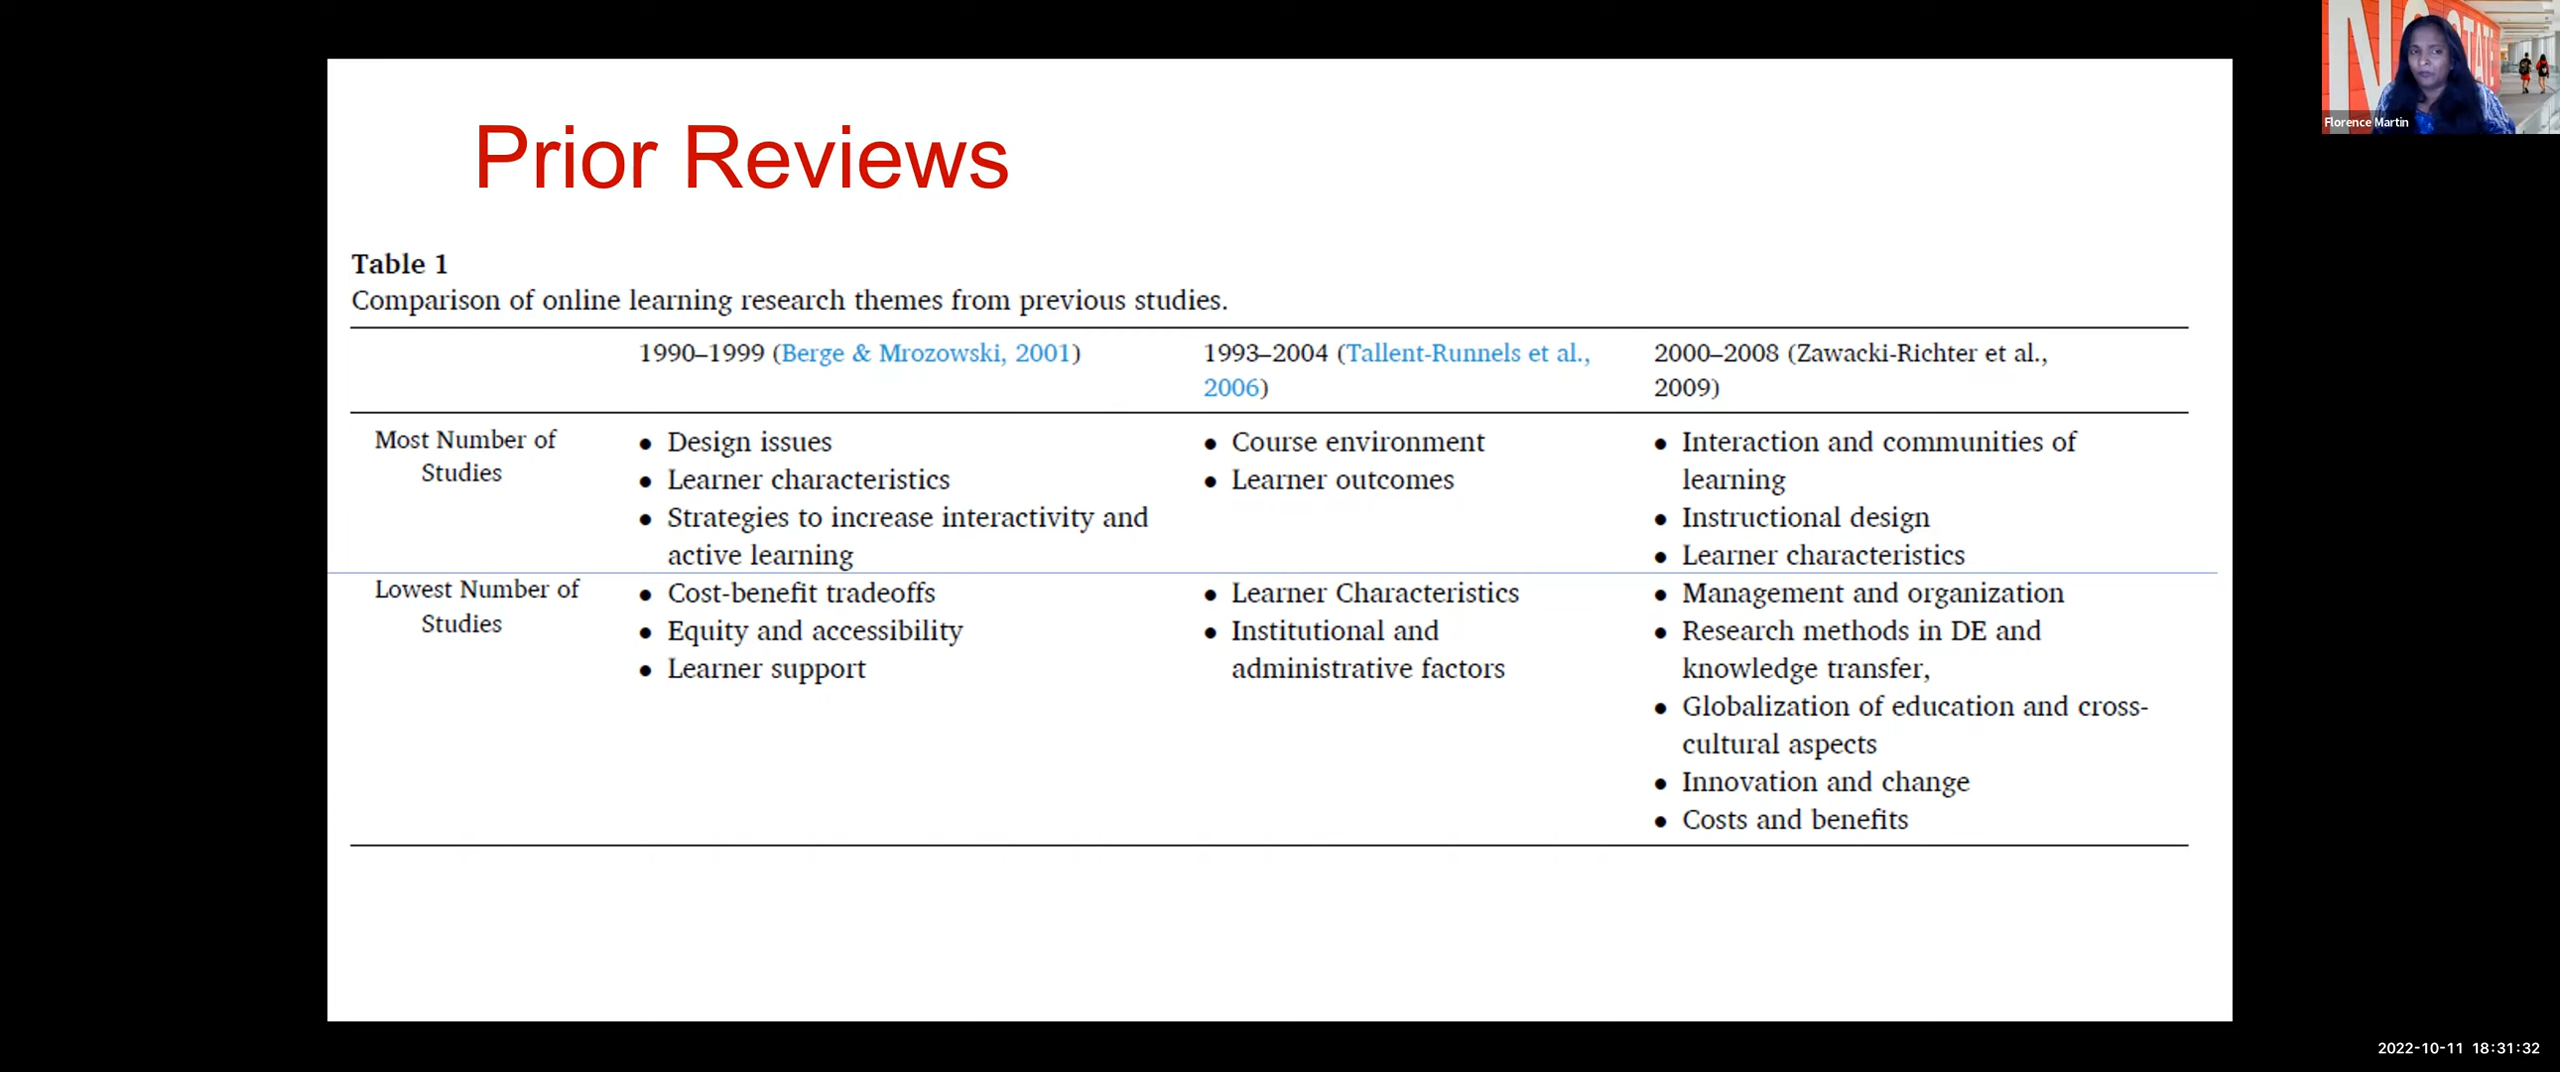 Prior Reviews
Table 1
Comparison of online learning research themes from previous studies.
1990–1999 (Berge & Mrozowski, 2001)
1993–2004 (Tallent-Runnels et al.,
2006)
2000–2008 (Zawacki-Richter et al.,
2009)
Most Number of
Studies
● Design issues
● Learner characteristics
● Strategies to increase interactivity and
active learning
● Course environment
● Learner outcomes
● Interaction and communities of
learning
● Instructional design
● Learner characteristics
Lowest Number of
Studies
● Cost-benefit tradeoffs
● Equity and accessibility
● Learner support
● Learner Characteristics
● Institutional and
administrative factors
● Management and organization
● Research methods in DE and
knowledge transfer,
● Globalization of education and cross-
cultural aspects
● Innovation and change
● Costs and benefits
Florence Martin
2022-10-11 18:31:32